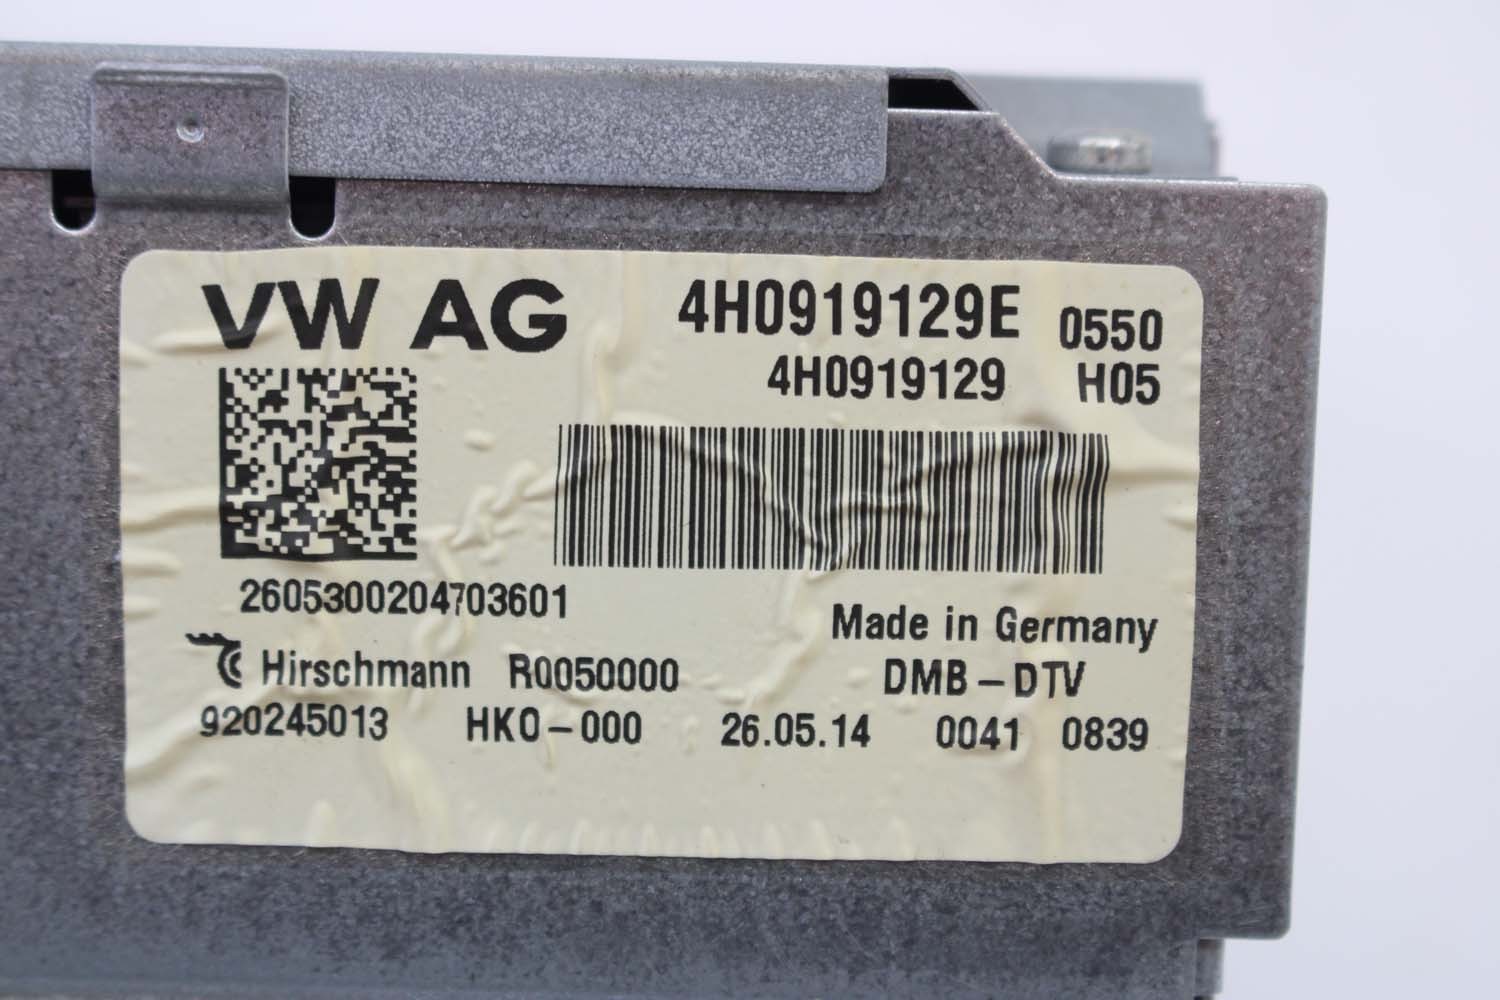 VW AG 4H0919129E 0550
4H0919129 H05
2605300204703601
Made in Germany
Hirschmann R0050000 DMB-DTV
920245013 HK0-000 26.05.14 0041 0839